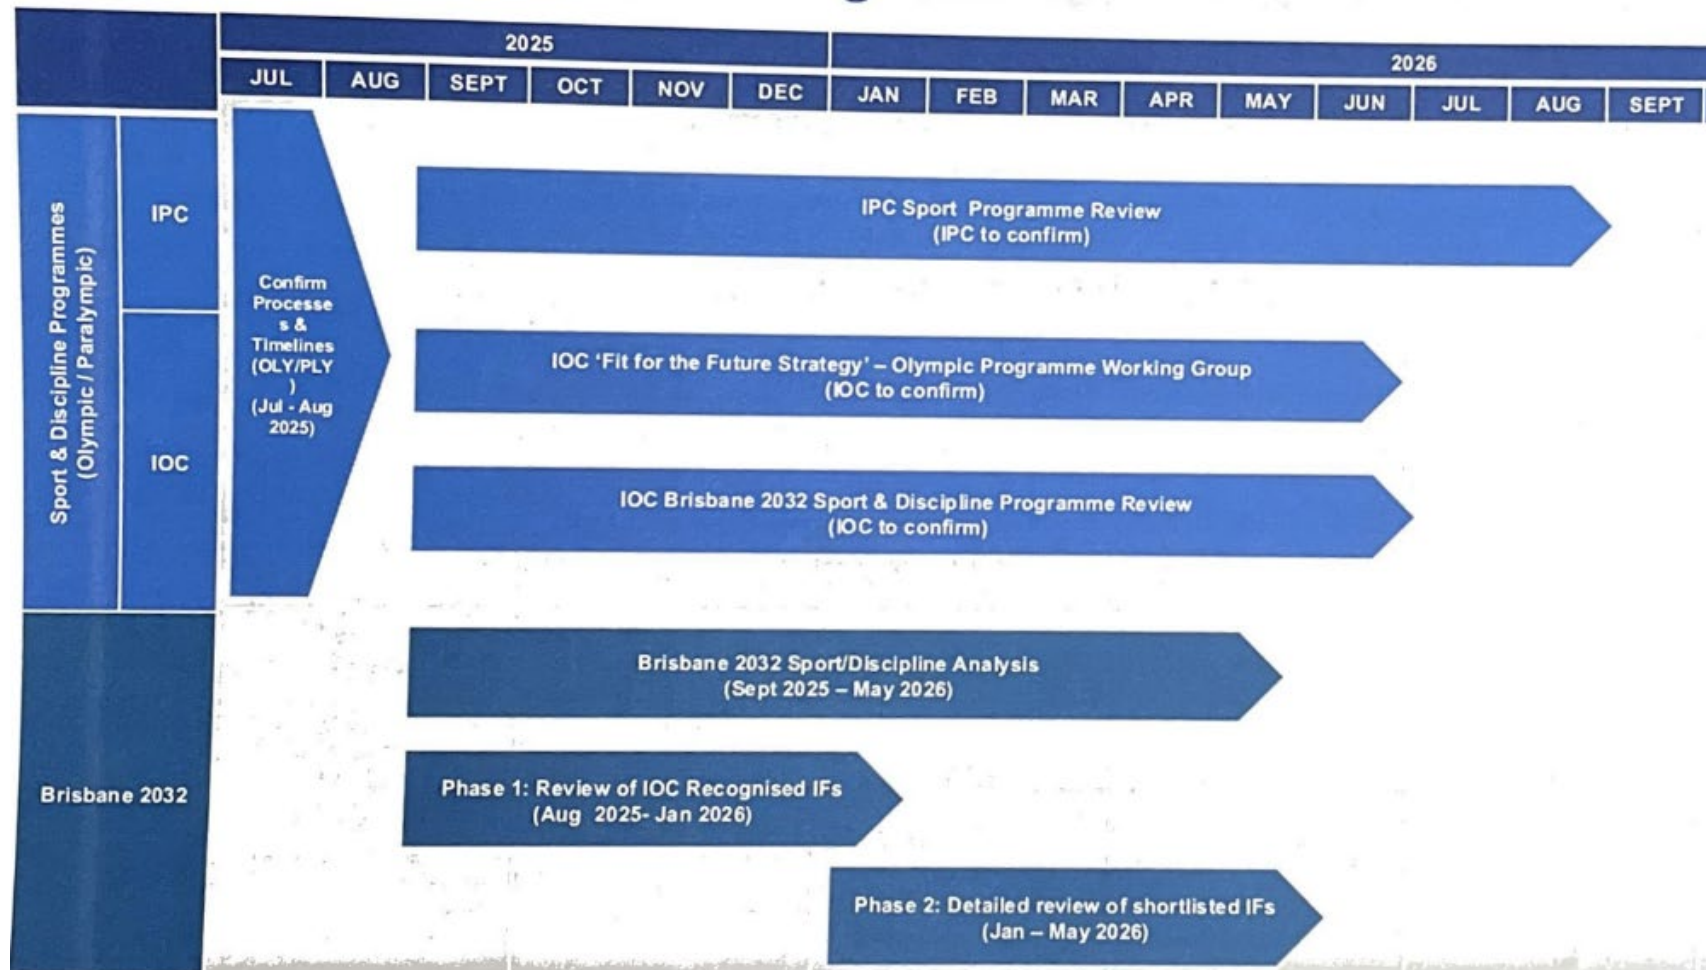 2025
2026
JUL
AUG
SEPT
OCT
NOV
DEC
JAN
FEB
MAR
APR
MAY
JUN
JUL
AUG
SEPT
Sport & Discipline Programmes
(Olympic / Paralympic)
IPC
IOC
Confirm
Processe
s &
Timelines
(OLY/PLY
)
(Jul - Aug
2025)
IPC Sport Programme Review
(IPC to confirm)
IOC ‘Fit for the Future Strategy’ – Olympic Programme Working Group
(IOC to confirm)
IOC Brisbane 2032 Sport & Discipline Programme Review
(IOC to confirm)
Brisbane 2032
Brisbane 2032 Sport/Discipline Analysis
(Sept 2025 – May 2026)
Phase 1: Review of IOC Recognised IFs
(Aug 2025- Jan 2026)
Phase 2: Detailed review of shortlisted IFs
(Jan – May 2026)